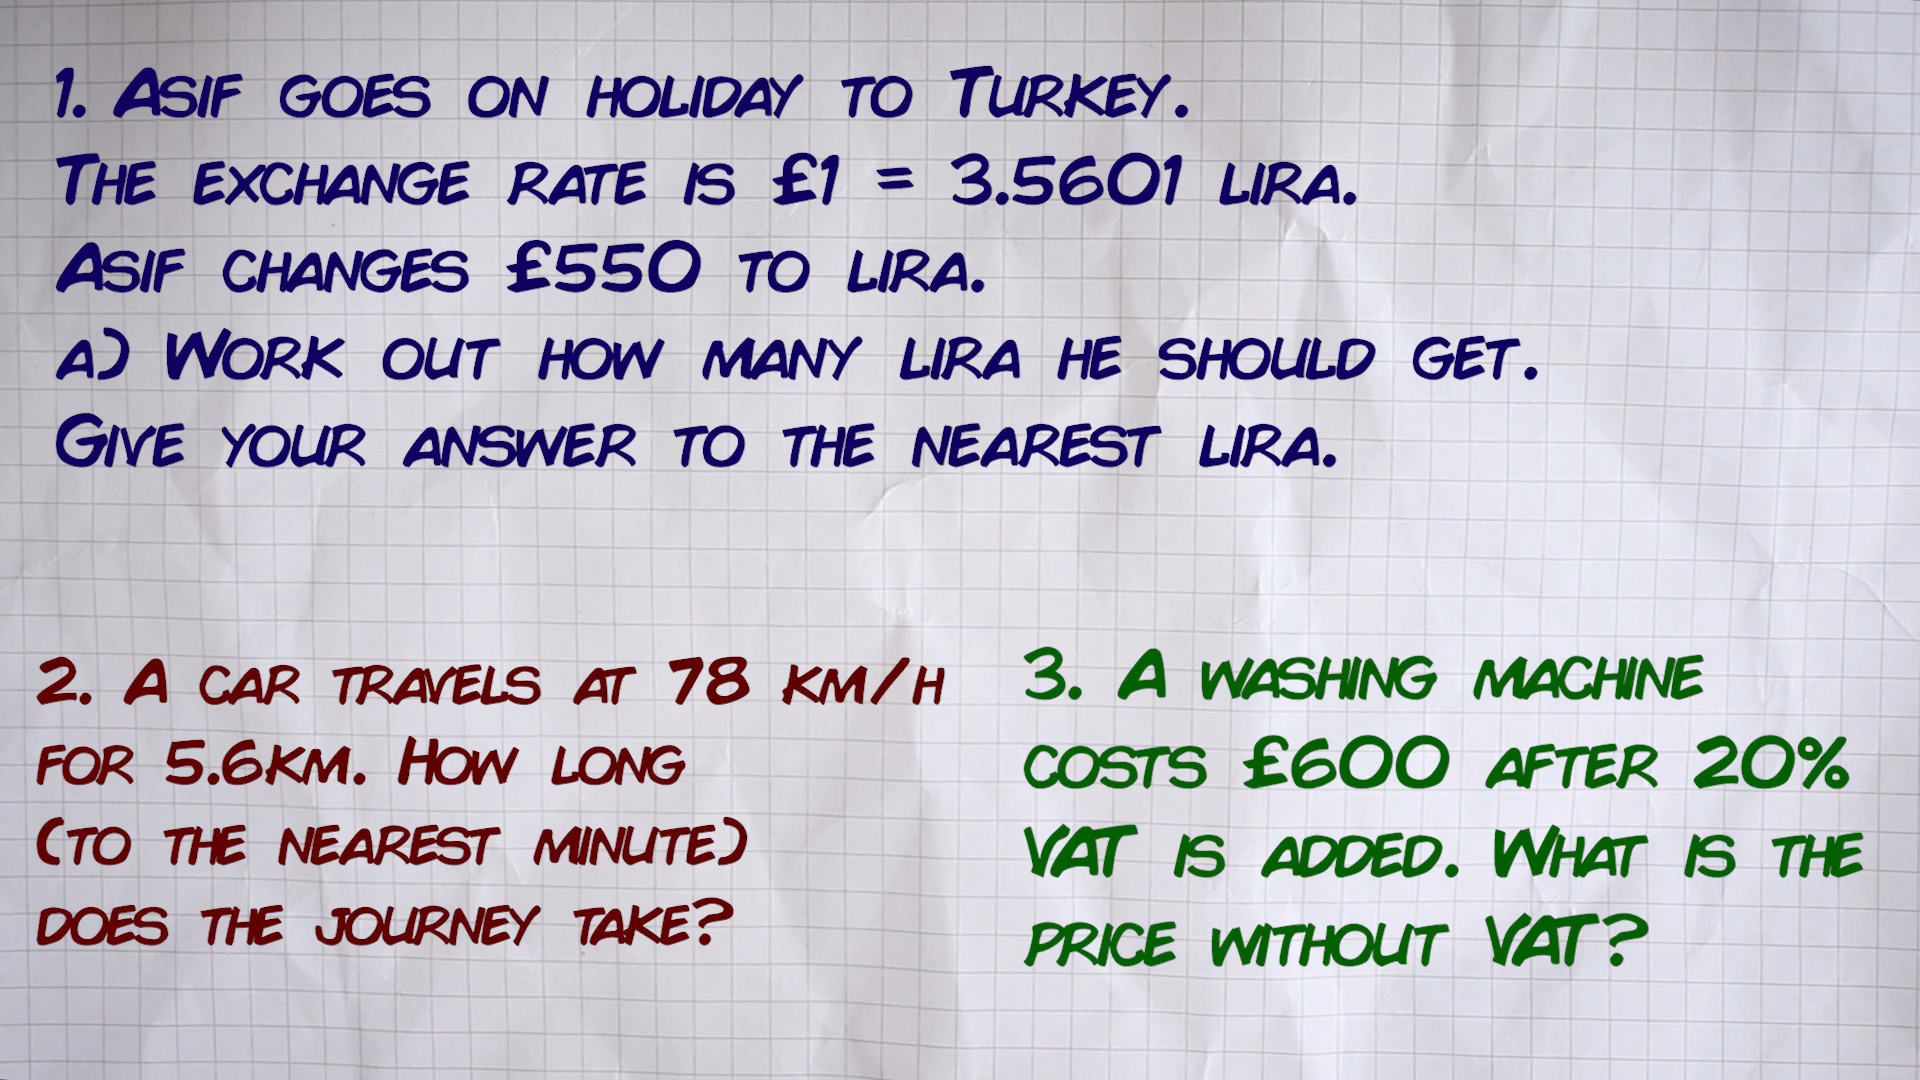 1. Asif goes on holiday to Turkey.
The exchange rate is £1 = 3.5601 lira.
Asif changes £550 to lira.
a) Work out how many lira he should get.
Give your answer to the nearest lira.
2. A car travels at 78 km/h
for 5.6km. How long
(to the nearest minute)
does the journey take?
3. A washing machine
costs £600 after 20%
VAT is added. What is the
price without VAT?